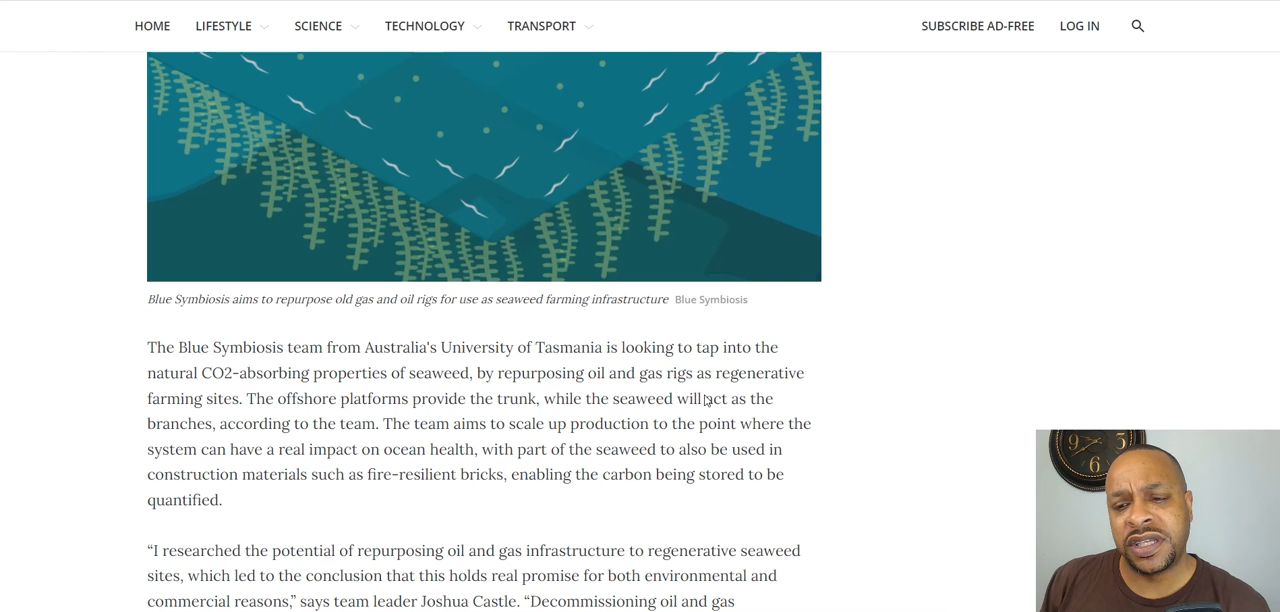 HOME LIFESTYLE SCIENCE TECHNOLOGY TRANSPORT SUBSCRIBE AD-FREE LOG IN
Blue Symbiosis aims to repurpose old gas and oil rigs for use as seaweed farming infrastructure Blue Symbiosis
The Blue Symbiosis team from Australia's University of Tasmania is looking to tap into the
natural CO2-absorbing properties of seaweed, by repurposing oil and gas rigs as regenerative
farming sites. The offshore platforms provide the trunk, while the seaweed will act as the
branches, according to the team. The team aims to scale up production to the point where the
system can have a real impact on ocean health, with part of the seaweed to also be used in
construction materials such as fire-resilient bricks, enabling the carbon being stored to be
quantified.
“I researched the potential of repurposing oil and gas infrastructure to regenerative seaweed
sites, which led to the conclusion that this holds real promise for both environmental and
commercial reasons,” says team leader Joshua Castle. “Decommissioning oil and gas
9 3
6